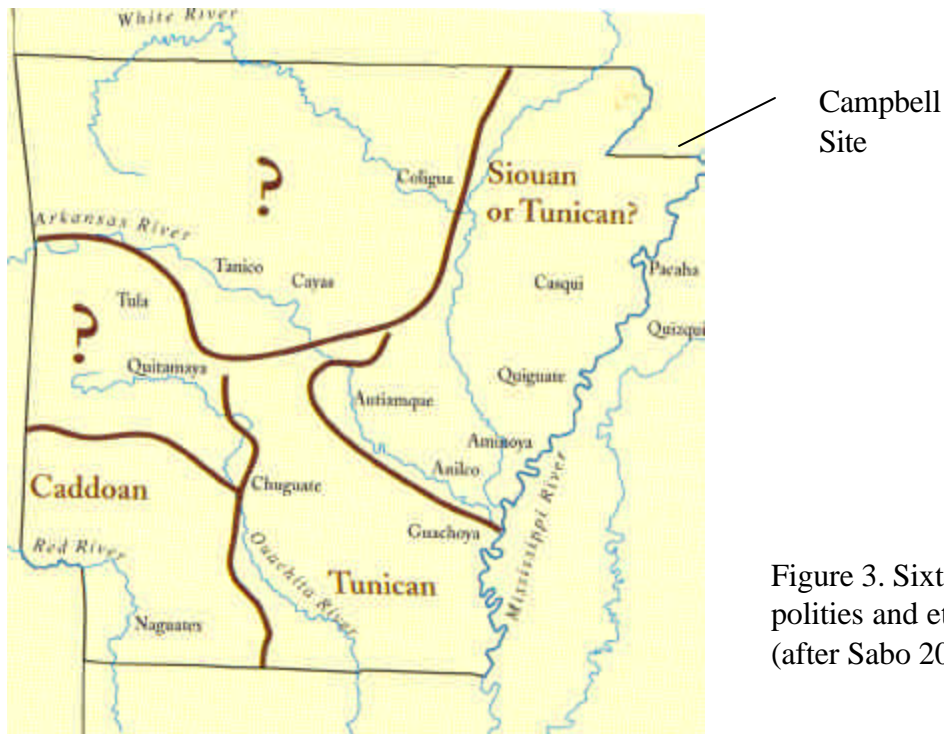 White River
Campbell
Site
?
Coligua
Siouan
or Tunican?
Arkansas River
Tanico
Cayas
Casqui
Pacaha
Tula
?
Quizqui
Quitamaya
Quiguate
Autiamque
Aminoya
Anilco
Caddoan
Chuguate
Guachoya
Mississippi River
Red River
Ouachita River
Tunican
Naguatex
Figure 3. Sixt
polities and et
(after Sabo 20